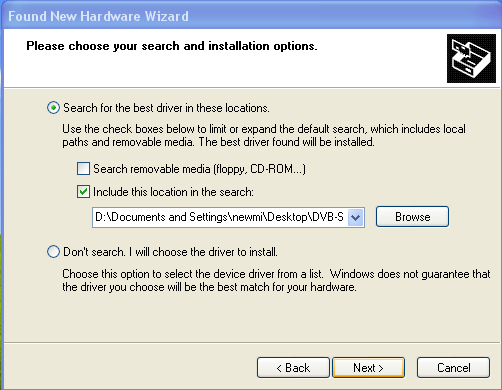 Found New Hardware Wizard
Please choose your search and installation options.
Search for the best driver in these locations.
Use the check boxes below to limit or expand the default search, which includes local
paths and removable media. The best driver found will be installed.
Search removable media (floppy, CD-ROM...)
Include this location in the search:
D:\Documents and Settings\newmi\Desktop\DVB-S
Browse
Don't search. I will choose the driver to install.
Choose this option to select the device driver from a list. Windows does not guarantee that
the driver you choose will be the best match for your hardware.
< Back
Next >
Cancel